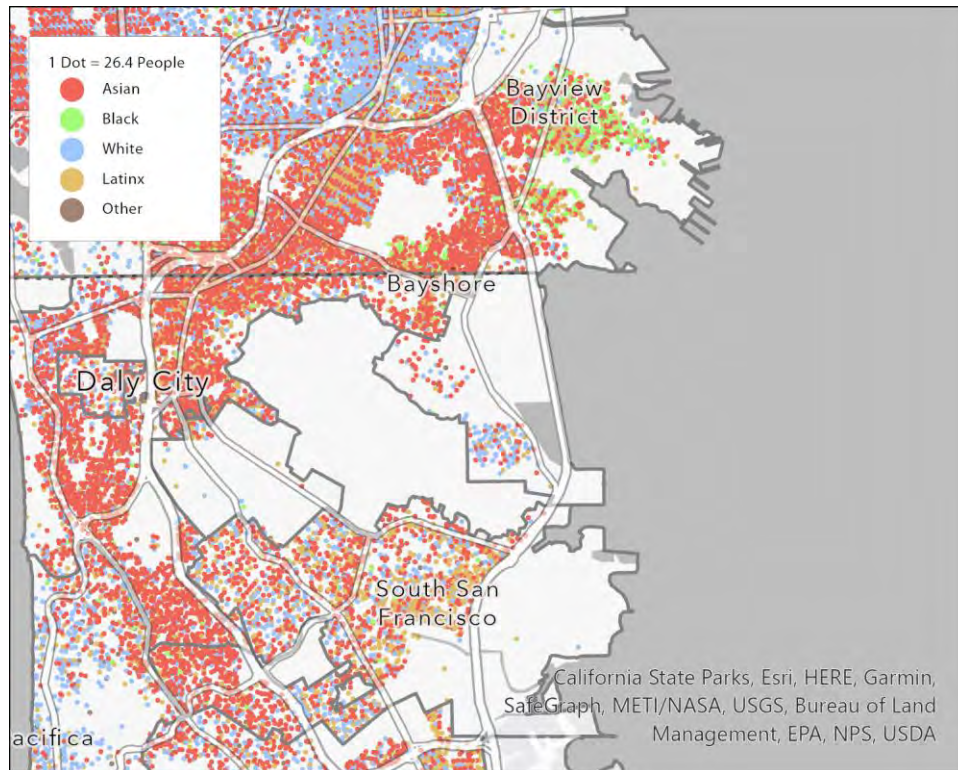 1 Dot = 26.4 People
Asian
Black
White
Latinx
Other
Bayview
District
Bayshore
Daly City
South San
Francisco
acifica
California State Parks, Esri, HERE, Garmin,
SafeGraph, METI/NASA, USGS, Bureau of Land
Management, EPA, NPS, USDA